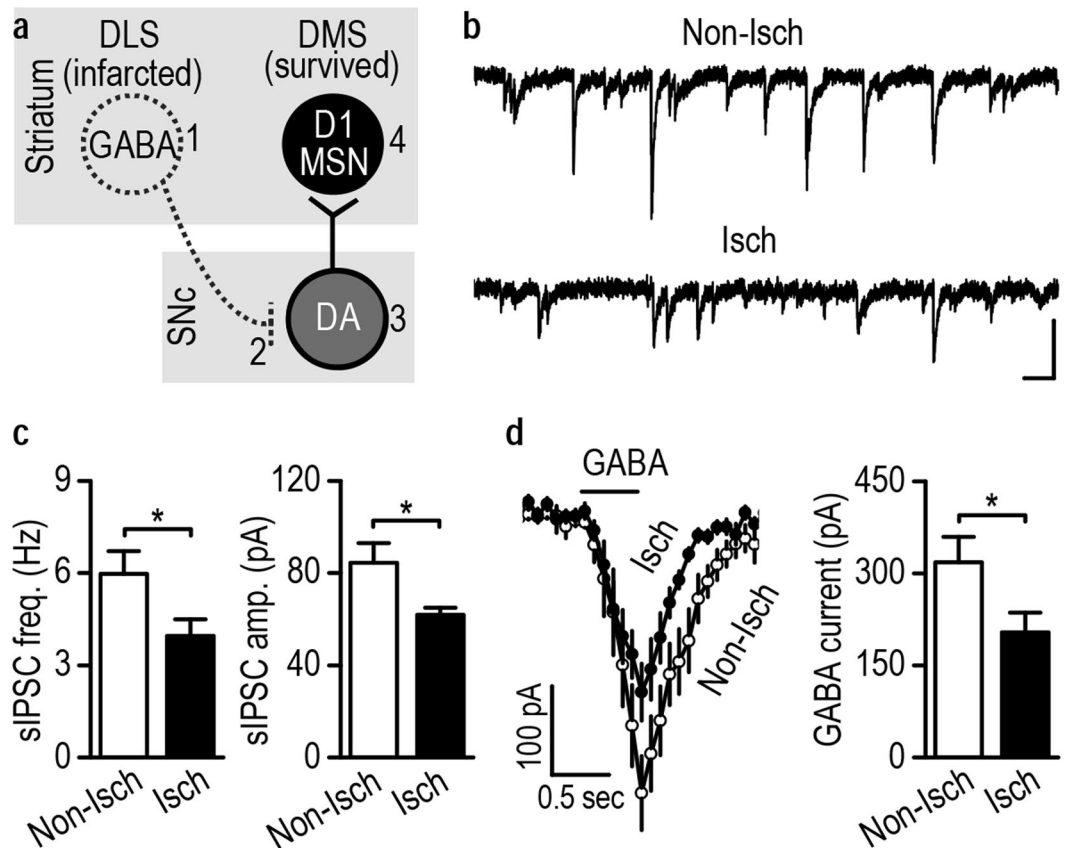 a
DLS
(infarcted)
DMS
(survived)
Striatum
GABA
1
D1
MSN
4
SNc
2
DA
3
b
Non-Isch
Isch
c
sIPSC freq. (Hz)
9
6
3
0
*
Non-Isch
Isch
sIPSC amp. (pA)
120
80
40
0
*
Non-Isch
Isch
d
GABA
Isch
Non-Isch
100 pA
0.5 sec
GABA current (pA)
450
300
150
0
*
Non-Isch
Isch